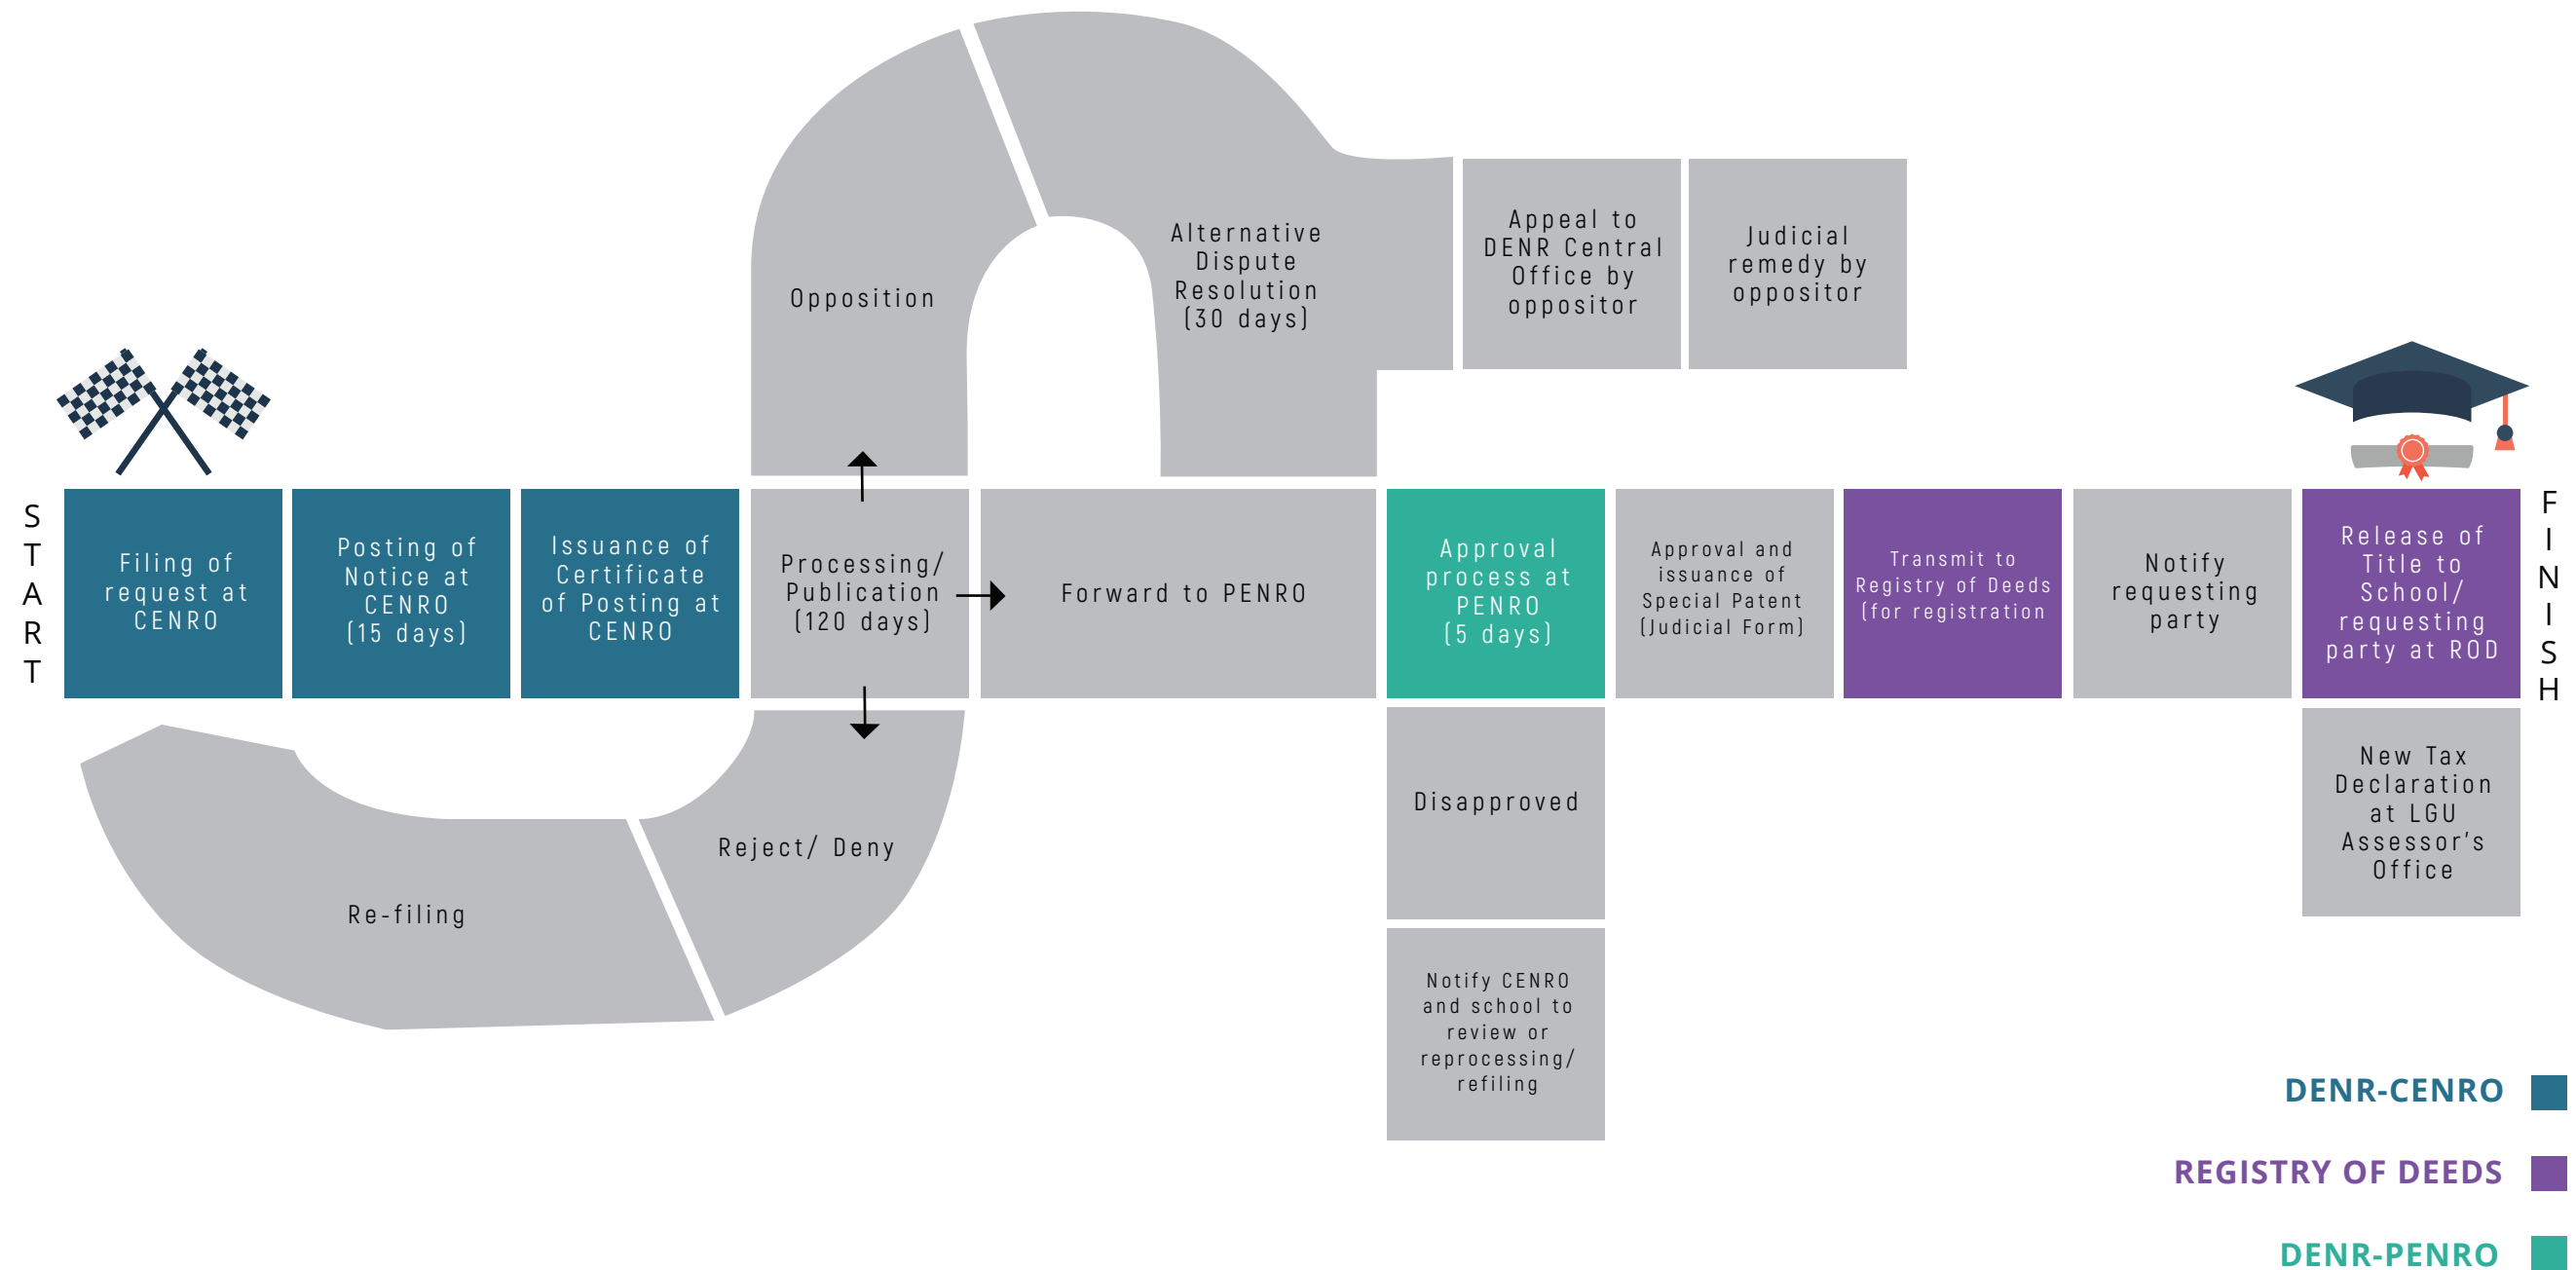 Opposition
Alternative
Dispute
Resolution
(30 days)
Appeal to
DENR Central
Office by
oppositor
Judicial
remedy by
oppositor
START
Filing of
request at
CENRO
Posting of
Notice at
CENRO
(15 days)
Issuance of
Certificate
of Posting at
CENRO
Processing/
Publication
(120 days)
Forward to PENRO
Approval
process at
PENRO
(5 days)
Approval and
issuance of
Special Patent
(Judicial Form)
Transmit to
Registry of Deeds
(for registration
Notify
requesting
party
Release of
Title to
School/
requesting
party at ROD
FINISH
Re-filing
Reject/ Deny
Disapproved
Notify CENRO
and school to
review or
reprocessing/
refiling
New Tax
Declaration
at LGU
Assessor's
Office
DENR-CENRO
REGISTRY OF DEEDS
DENR-PENRO